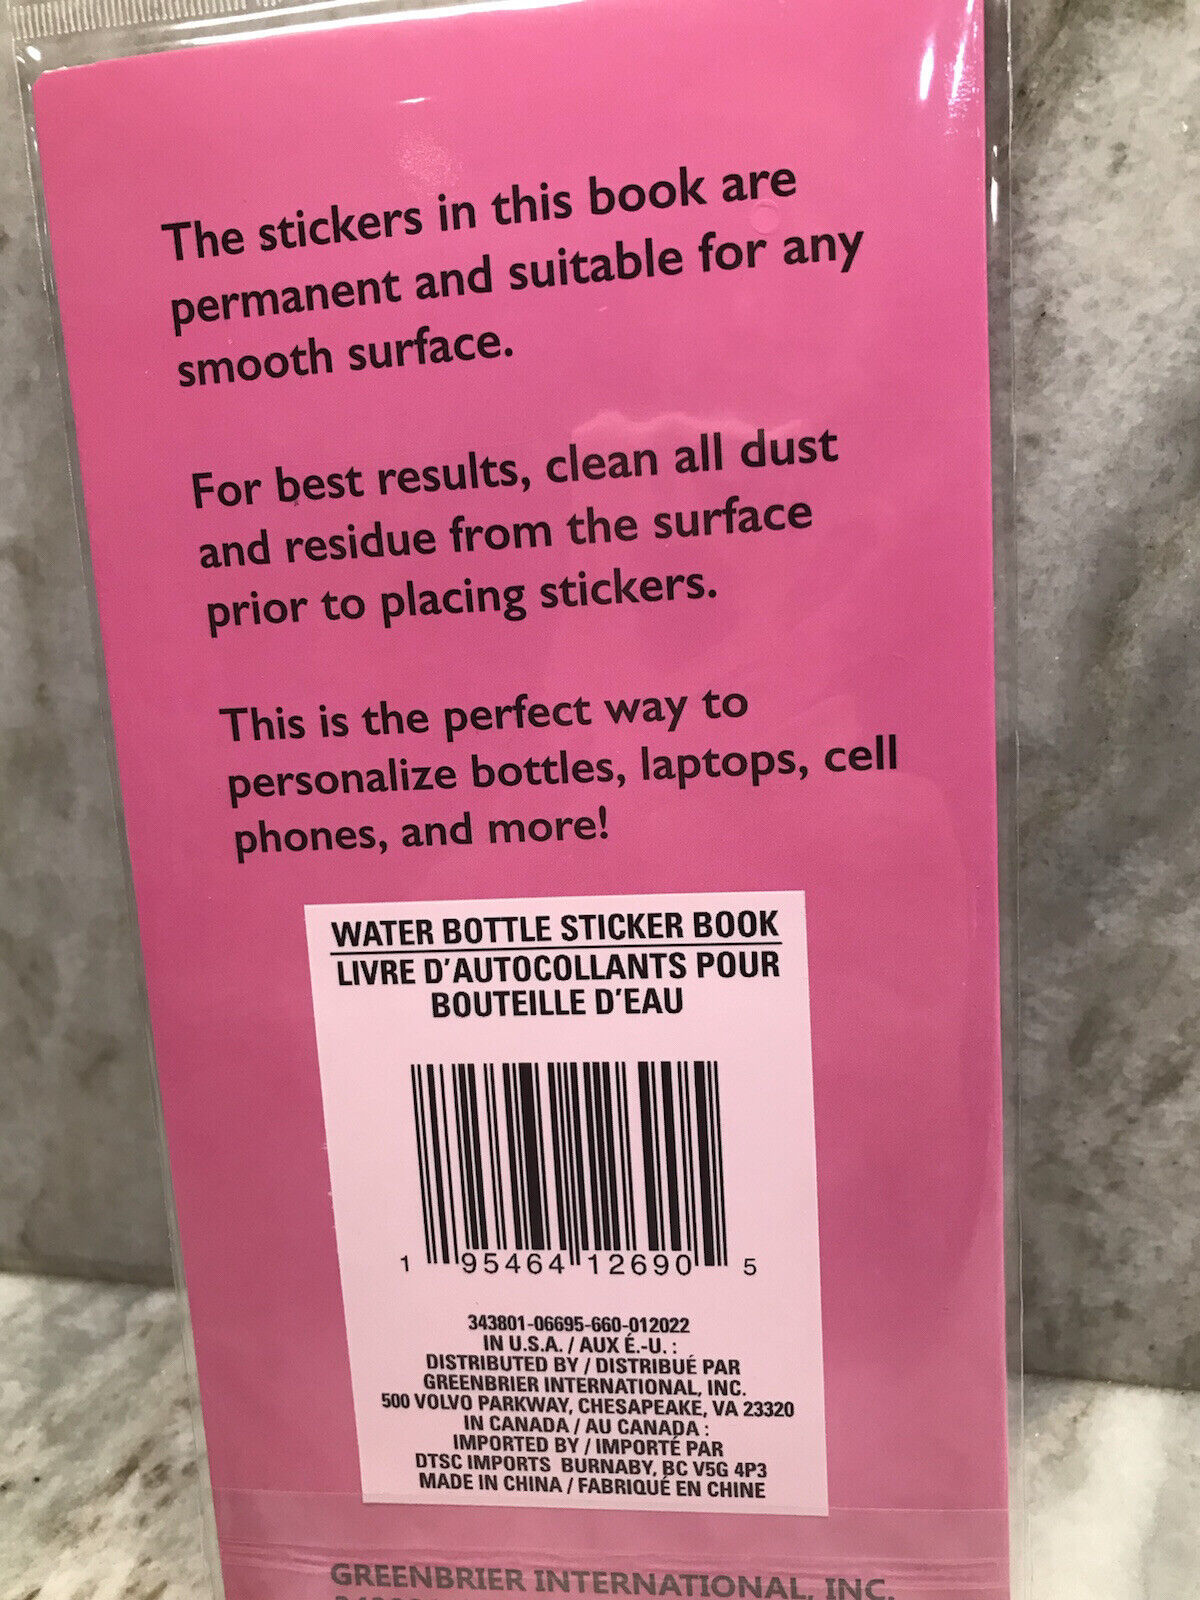 The stickers in this book are
permanent and suitable for any
smooth surface.
For best results, clean all dust
and residue from the surface
prior to placing stickers.
This is the perfect way to
personalize bottles, laptops, cell
phones, and more!
WATER BOTTLE STICKER BOOK
LIVRE D'AUTOCOLLANTS POUR
BOUTEILLE D'EAU
1 95464 12690 5
343801-06695-660-012022
IN U.S.A. / AUX É.-U. :
DISTRIBUTED BY / DISTRIBUÉ PAR
GREENBRIER INTERNATIONAL, INC.
500 VOLVO PARKWAY, CHESAPEAKE, VA 23320
IN CANADA / AU CANADA :
IMPORTED BY / IMPORTÉ PAR
DTSC IMPORTS BURNABY, BC V5G 4P3
MADE IN CHINA / FABRIQUÉ EN CHINE
GREENBRIER INTERNATIONAL, INC.